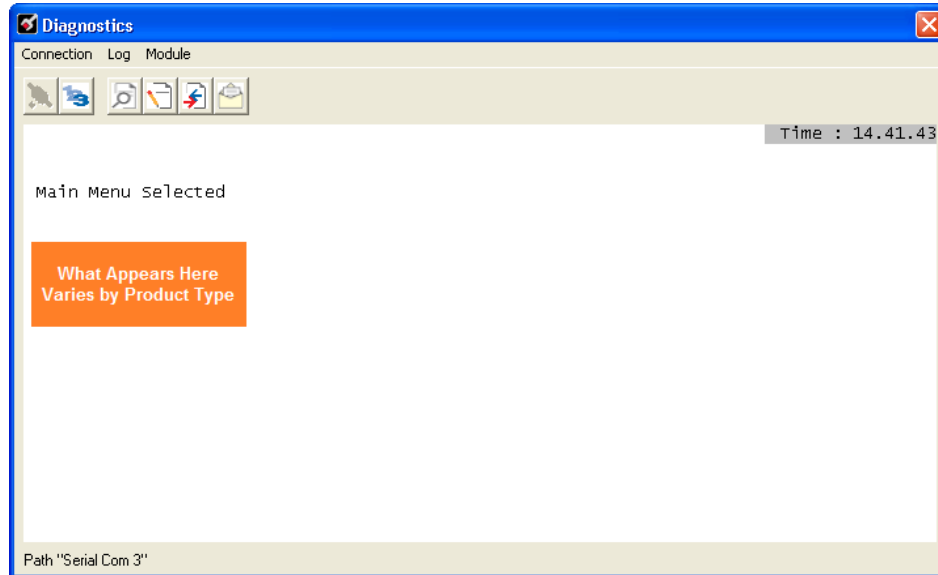 Diagnostics
Connection Log Module
Time : 14.41.43
Main Menu Selected
What Appears Here
Varies by Product Type
Path "Serial Com 3"